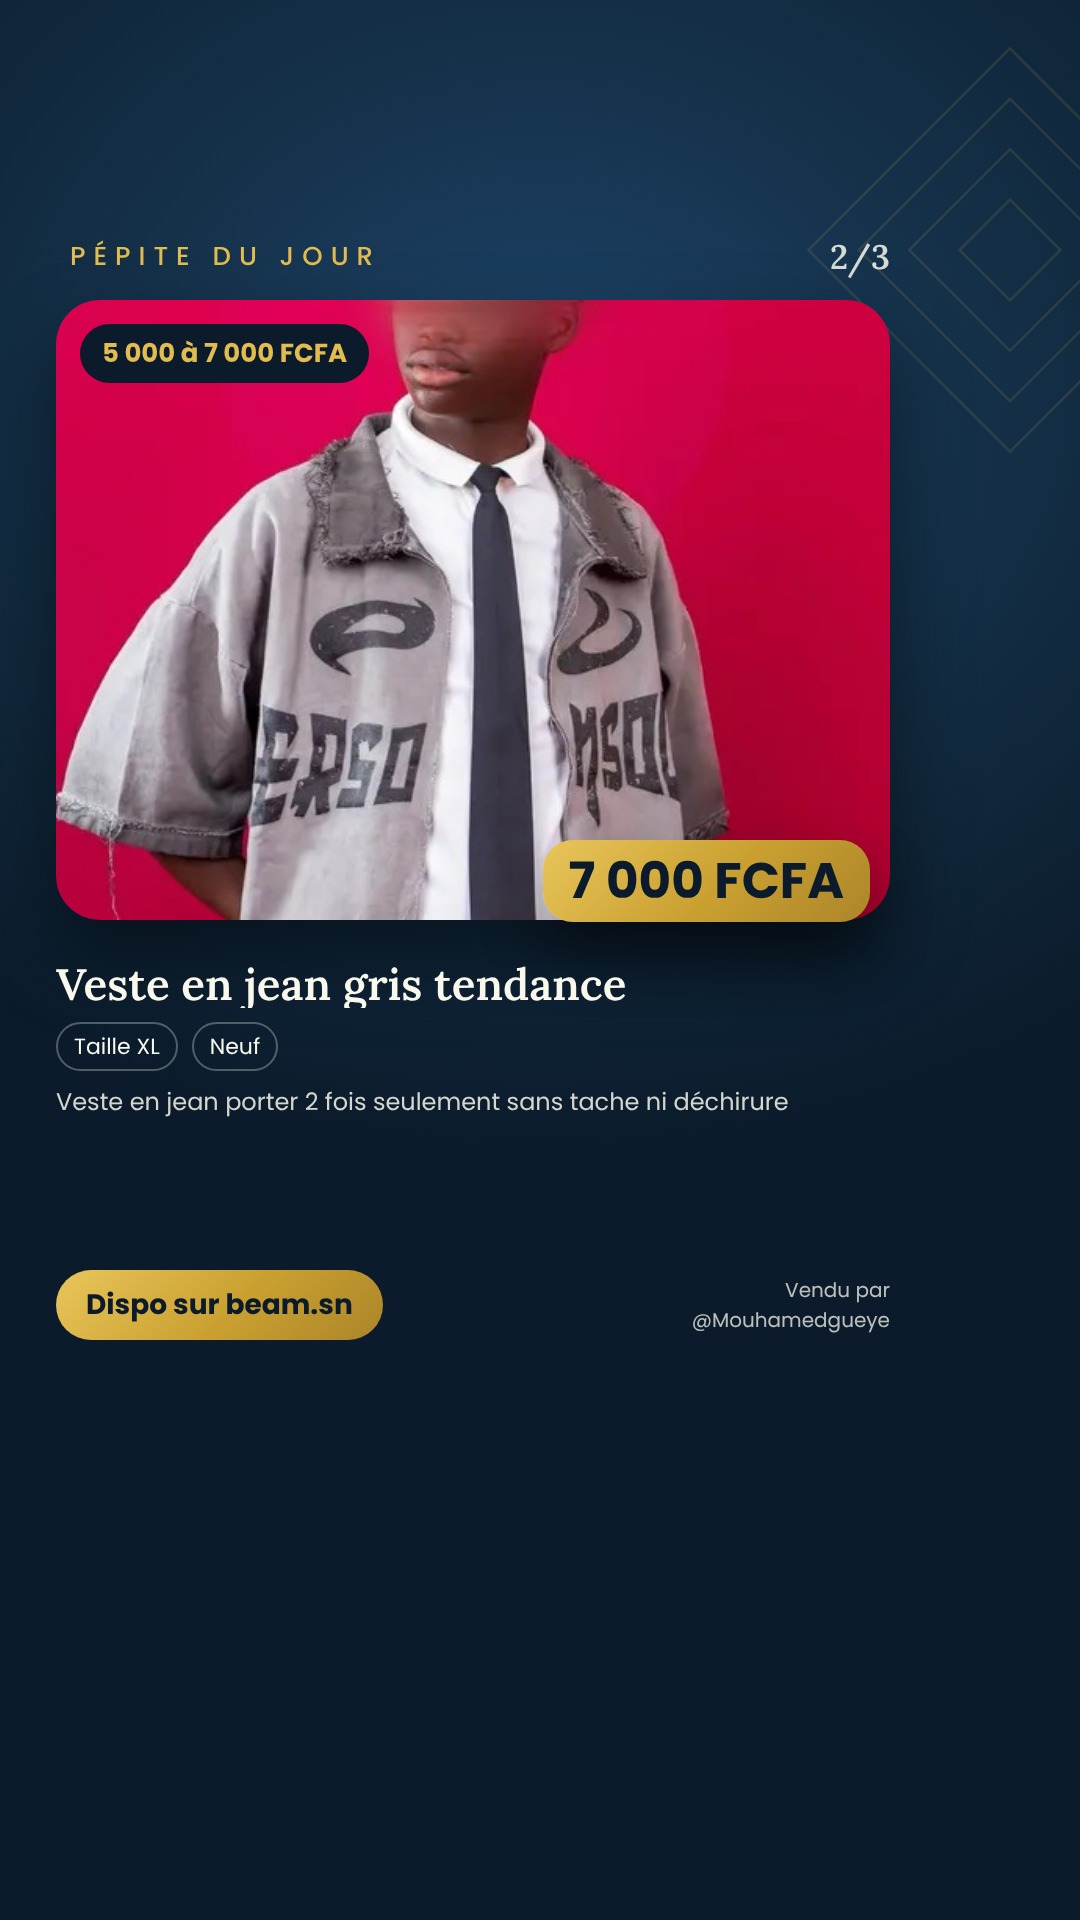 PÉPITE DU JOUR
2/3
5 000 à 7 000 FCFA
ERSO
NSOU
7 000 FCFA
Veste en jean gris tendance
Taille XL
Neuf
Veste en jean porter 2 fois seulement sans tache ni déchirure
Dispo sur beam.sn
Vendu par
@Mouhamedgueye